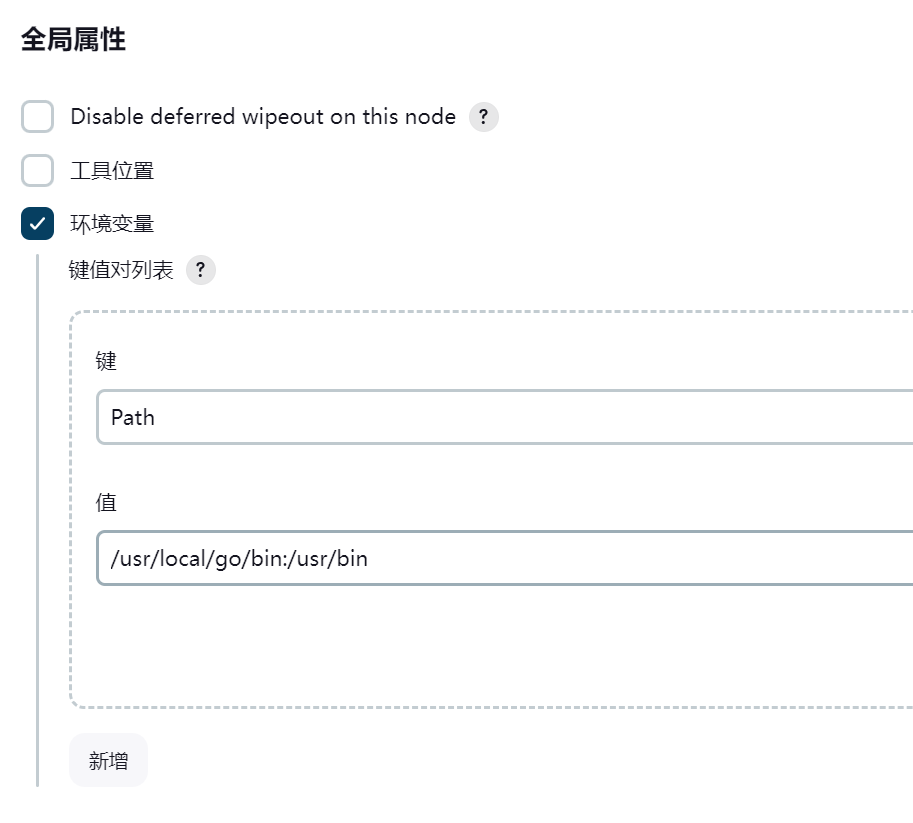 全局属性
Disable deferred wipeout on this node ?
工具位置
环境变量
键值对列表 ?
键
Path
值
/usr/local/go/bin:/usr/bin
新增